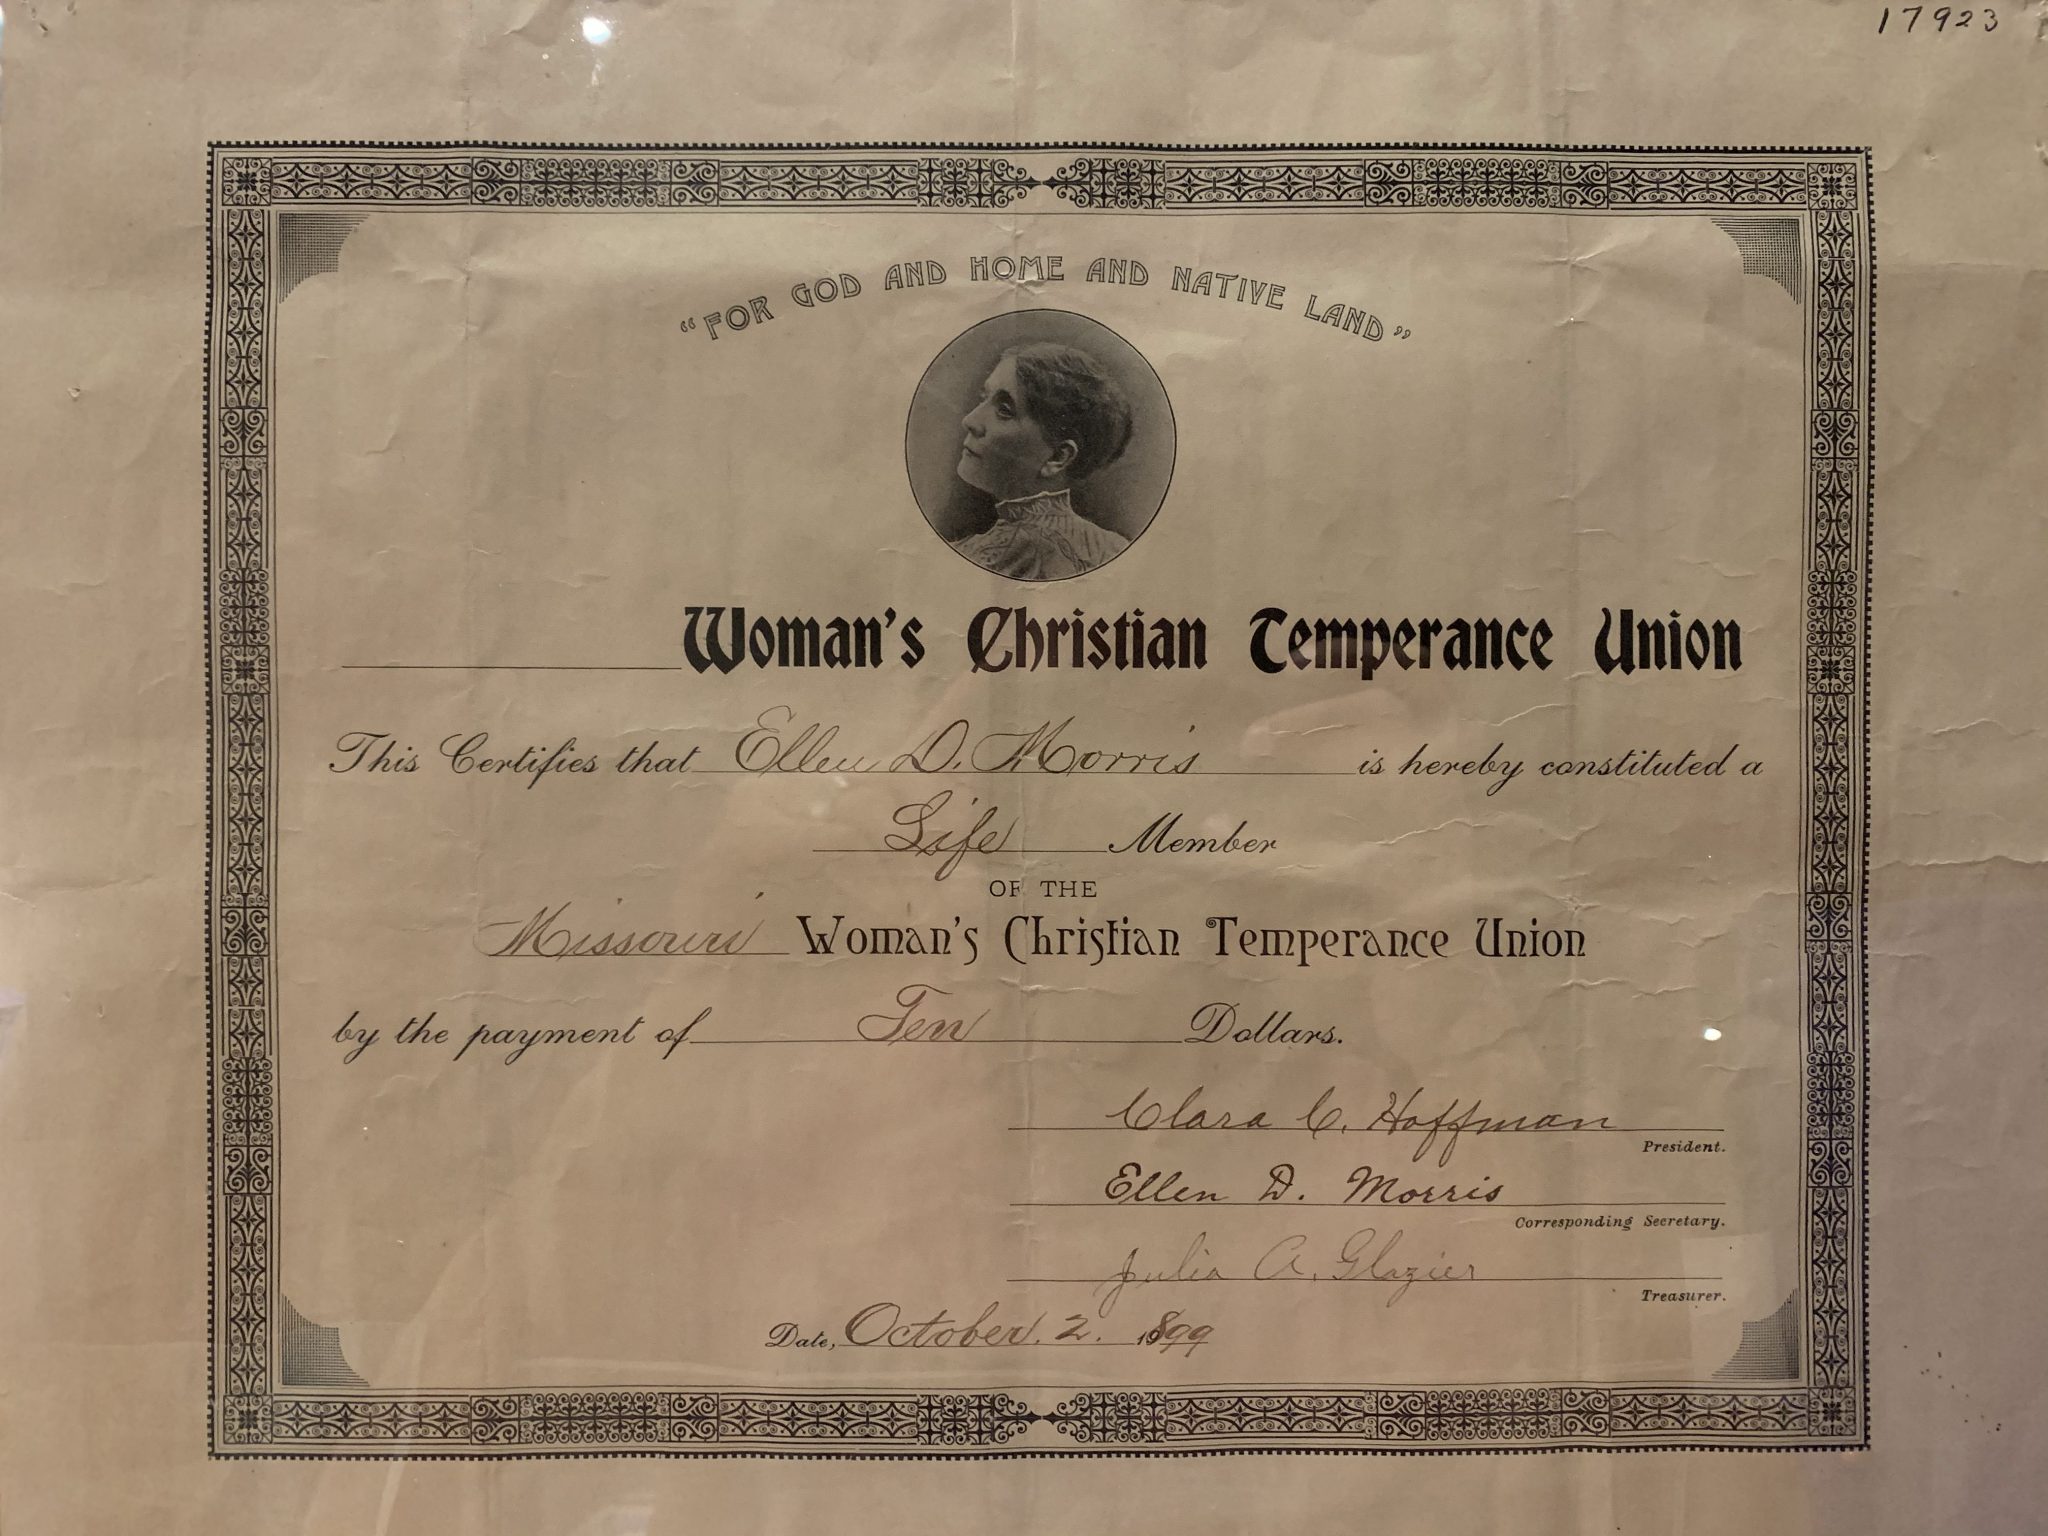 17923
"FOR GOD AND HOME AND NATIVE LAND"
Woman's Christian Temperance Union
This Certifies that Ellen D. Morris is hereby constituted a
Life Member
OF THE
Missouri Woman's Christian Temperance Union
by the payment of Ten Dollars.
Clara C. Hoffman
President.
Ellen D. Morris
Corresponding Secretary.
Julia A. Glazier
Treasurer.
Date, October. 2. 1899